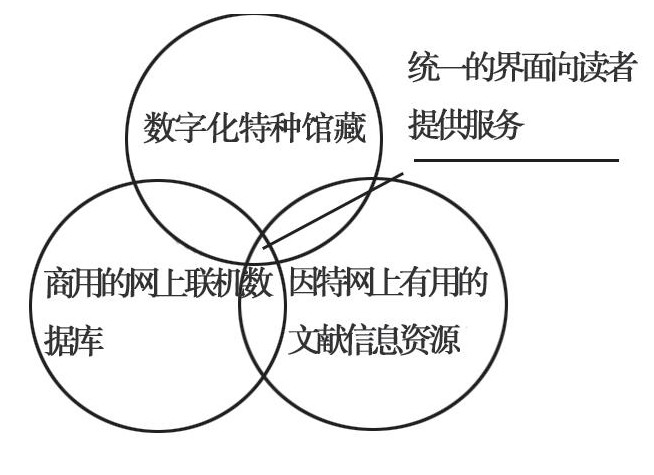 统一的界面向读者
提供服务
数字化特种馆藏
商用的网上联机数
据库
因特网上有用的
文献信息资源